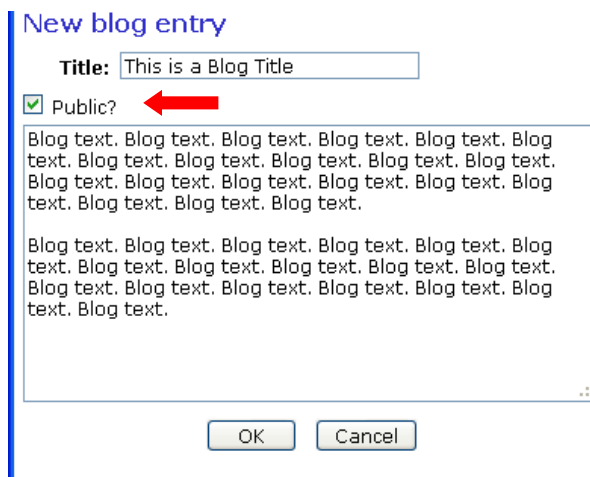 New blog entry
Title: This is a Blog Title
Public?
Blog text. Blog text. Blog text. Blog text. Blog text. Blog
text. Blog text. Blog text. Blog text. Blog text. Blog text.
Blog text. Blog text. Blog text. Blog text. Blog text. Blog
text. Blog text. Blog text. Blog text.
Blog text. Blog text. Blog text. Blog text. Blog text. Blog
text. Blog text. Blog text. Blog text. Blog text. Blog text.
Blog text. Blog text. Blog text. Blog text. Blog text. Blog
text. Blog text.
OK Cancel